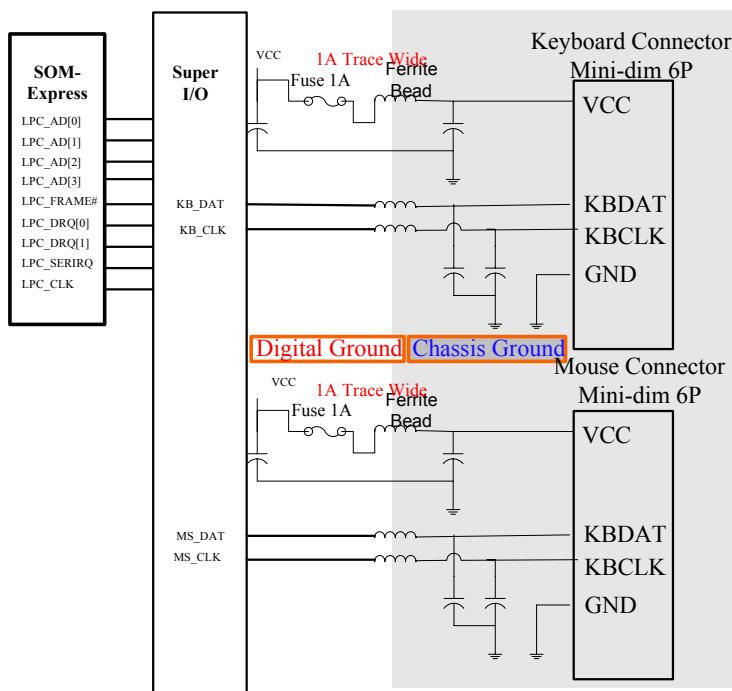 SOM-
Express
LPC_AD[0]
LPC_AD[1]
LPC_AD[2]
LPC_AD[3]
LPC_FRAME#
LPC_DRQ[0]
LPC_DRQ[1]
LPC_SERIRQ
LPC_CLK
Super
I/O
KB_DAT
KB_CLK
MS_DAT
MS_CLK
VCC
1A Trace Wide
Fuse 1A
Ferrite
Bead
Keyboard Connector
Mini-dim 6P
VCC
KBDAT
KBCLK
GND
Digital Ground
Chassis Ground
VCC
1A Trace Wide
Fuse 1A
Ferrite
Bead
Mouse Connector
Mini-dim 6P
VCC
KBDAT
KBCLK
GND